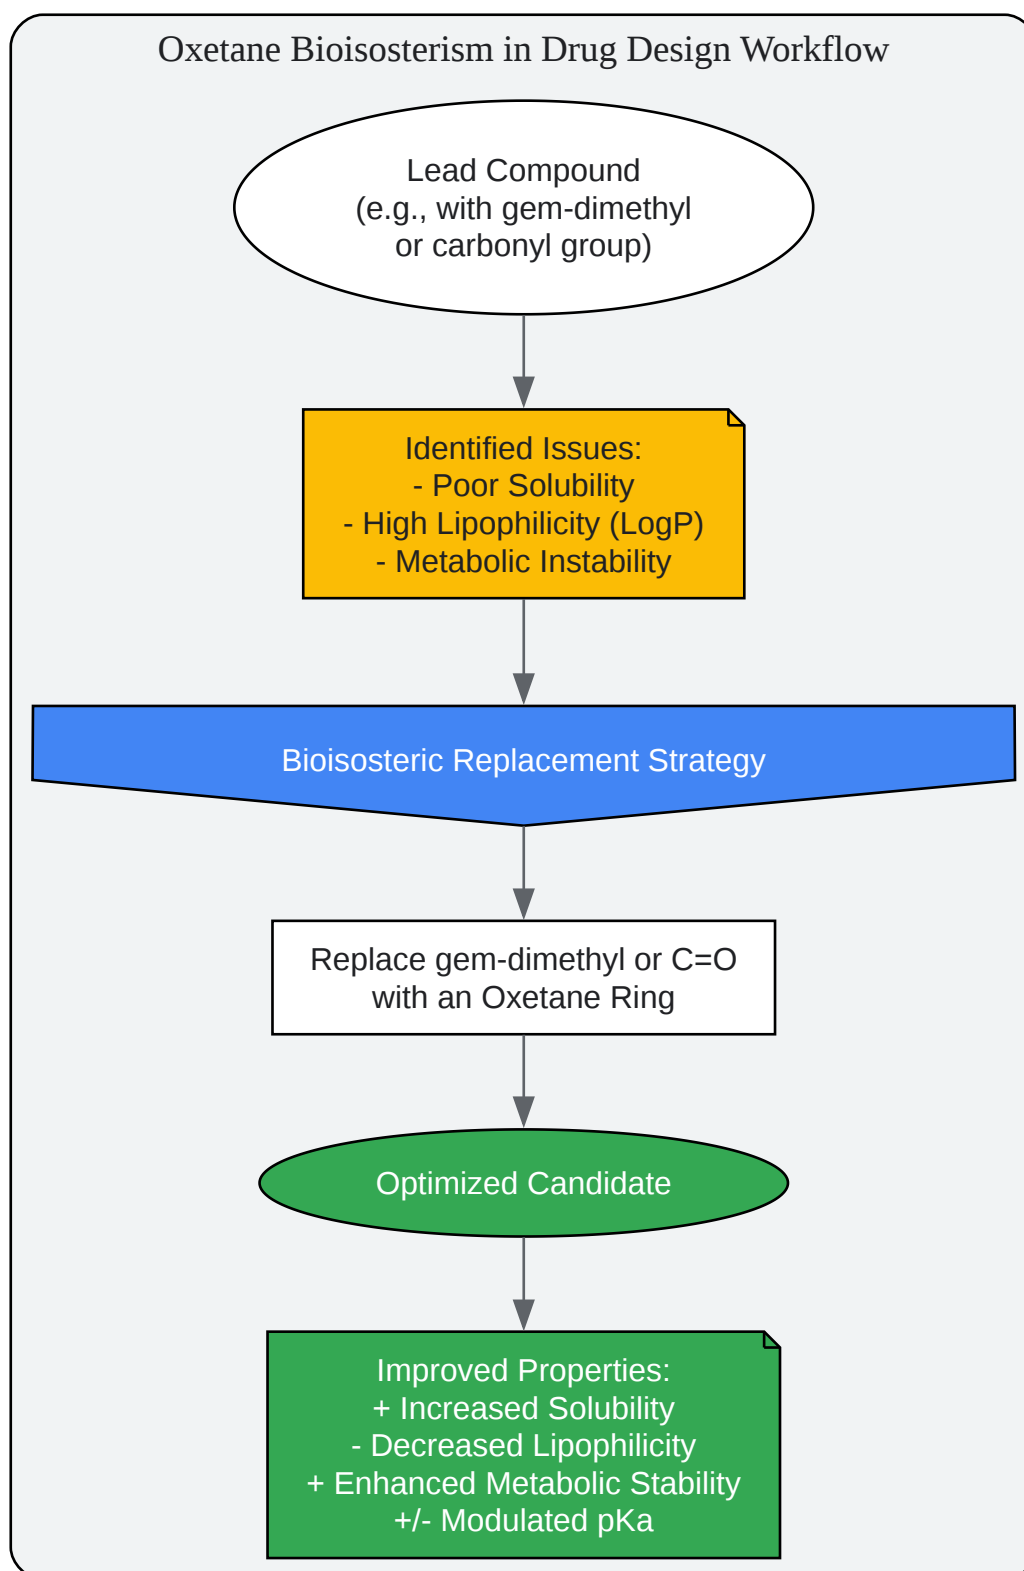 Oxetane Bioisosterism in Drug Design Workflow
Lead Compound
(e.g., with gem-dimethyl
or carbonyl group)
Identified Issues:
- Poor Solubility
- High Lipophilicity (LogP)
- Metabolic Instability
Bioisosteric Replacement Strategy
Replace gem-dimethyl or C=O
with an Oxetane Ring
Optimized Candidate
Improved Properties:
+ Increased Solubility
- Decreased Lipophilicity
+ Enhanced Metabolic Stability
+/- Modulated pKa